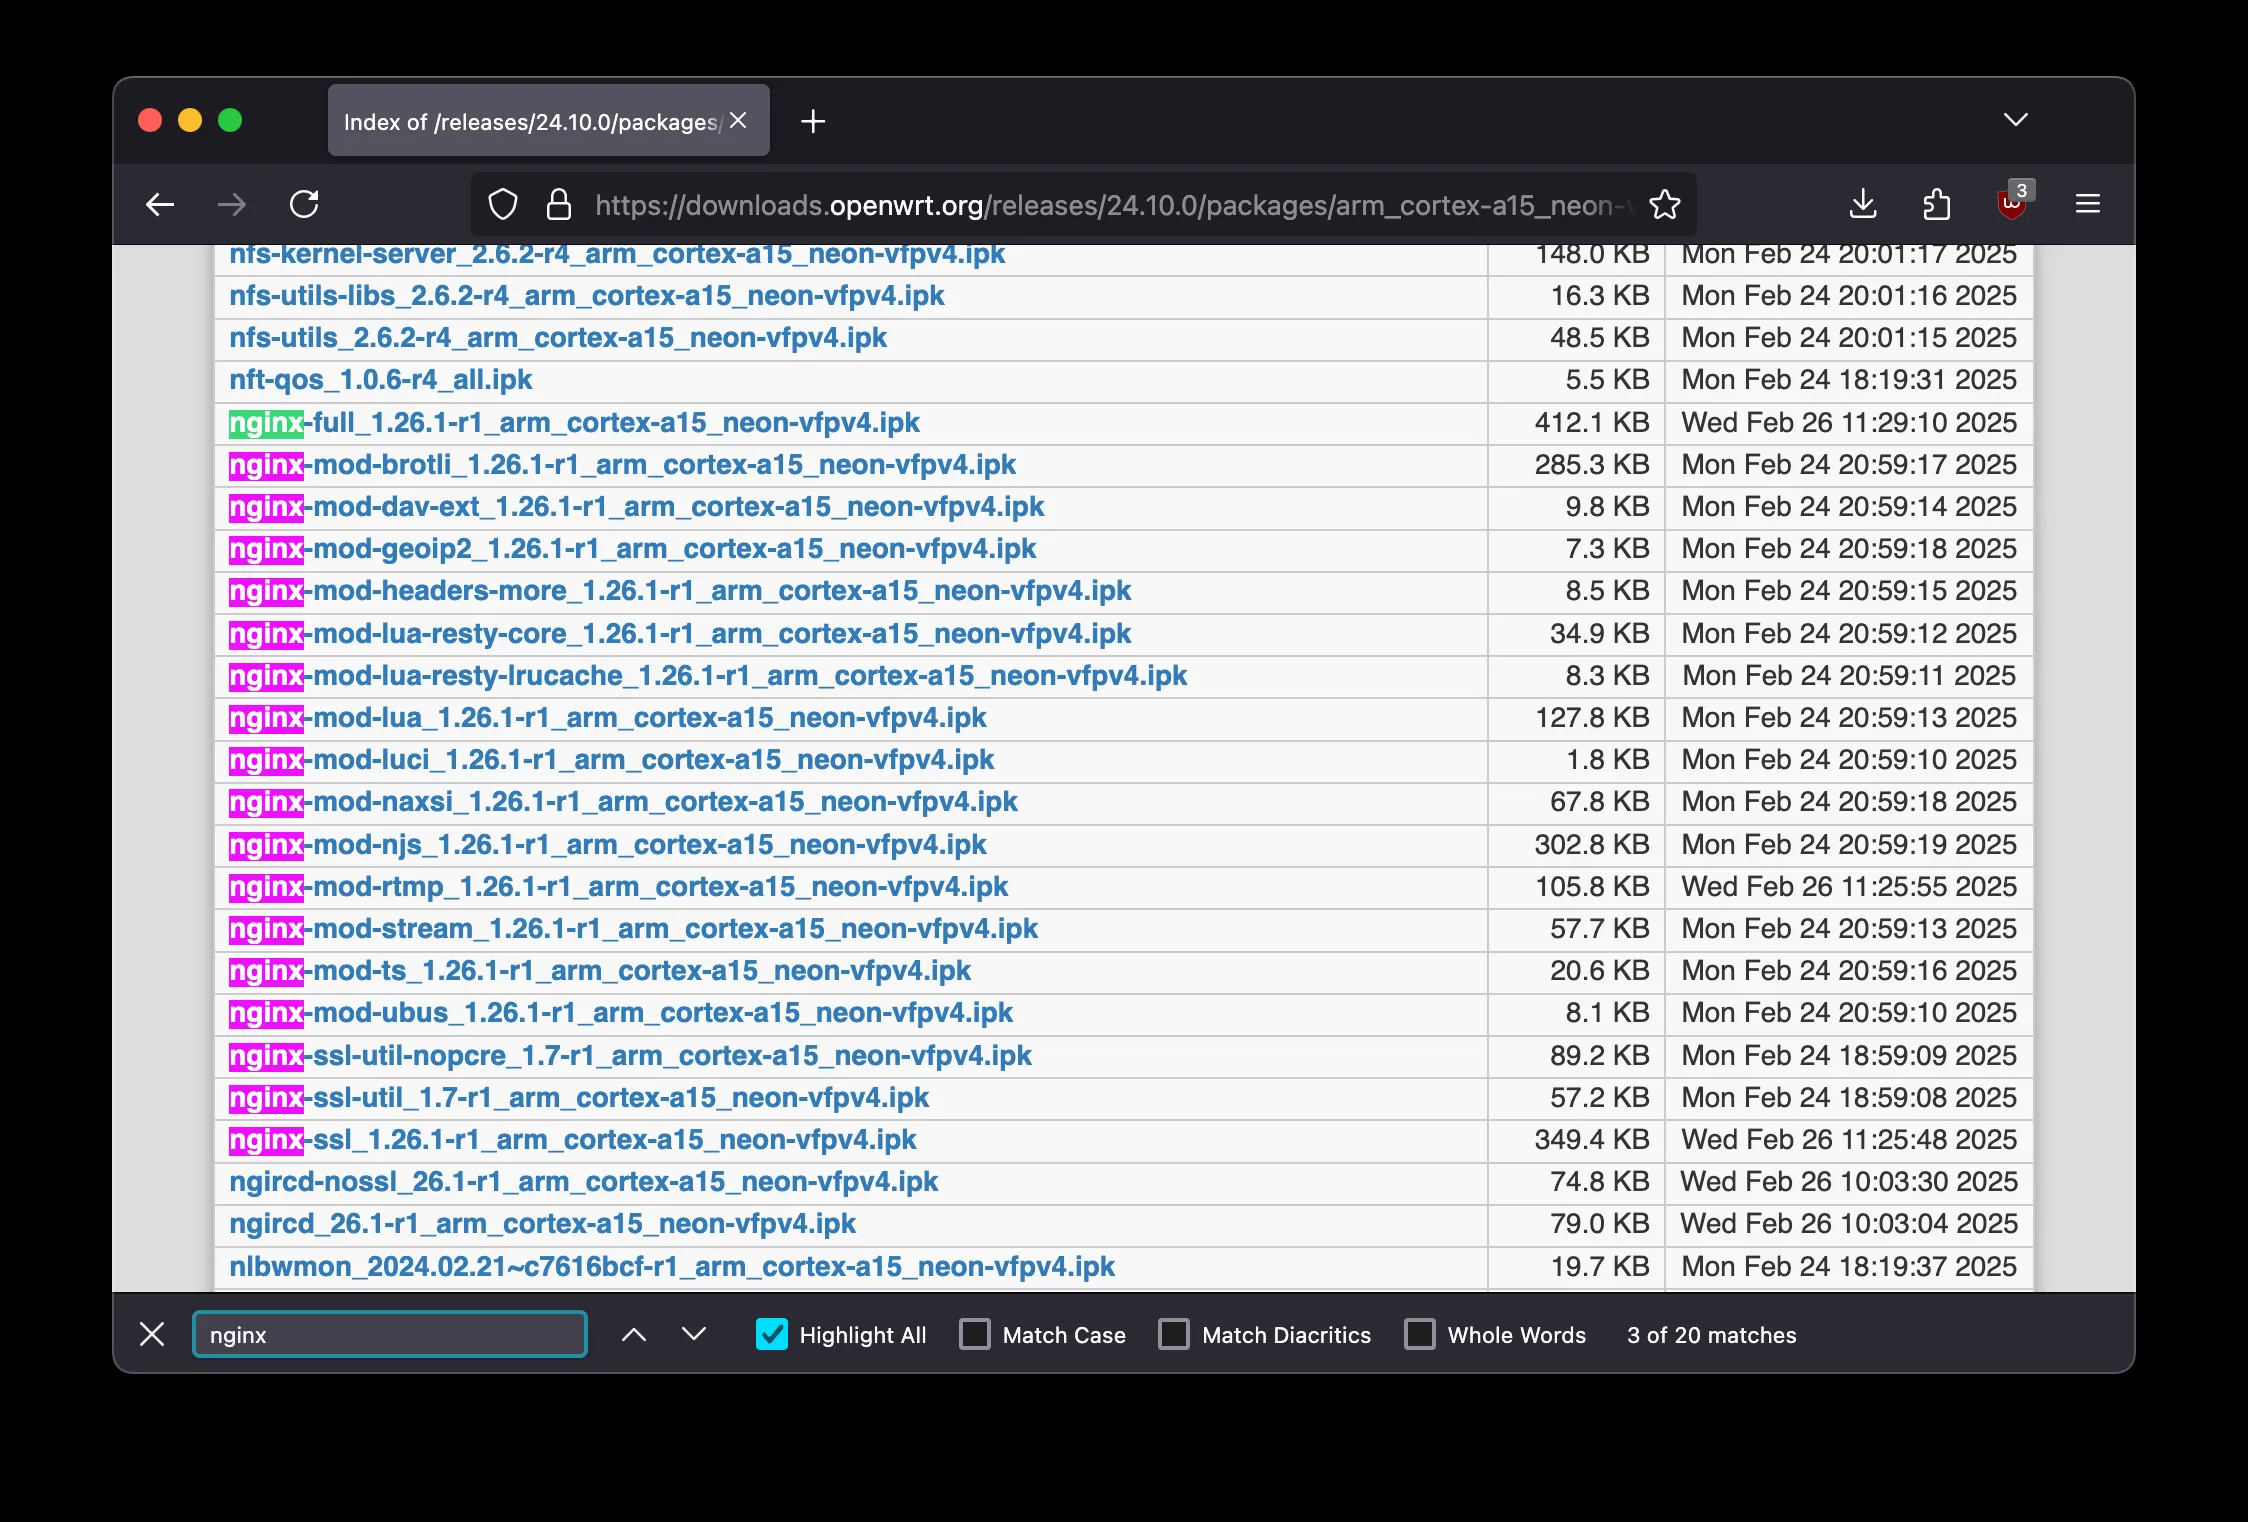 Index of /releases/24.10.0/packages/
https://downloads.openwrt.org/releases/24.10.0/packages/arm_cortex-a15_neon-
3
nfs-kernel-server_2.6.2-r4_arm_cortex-a15_neon-vfpv4.ipk 148.0 KB Mon Feb 24 20:01:17 2025
nfs-utils-libs_2.6.2-r4_arm_cortex-a15_neon-vfpv4.ipk 16.3 KB Mon Feb 24 20:01:16 2025
nfs-utils_2.6.2-r4_arm_cortex-a15_neon-vfpv4.ipk 48.5 KB Mon Feb 24 20:01:15 2025
nft-qos_1.0.6-r4_all.ipk 5.5 KB Mon Feb 24 18:19:31 2025
nginx-full_1.26.1-r1_arm_cortex-a15_neon-vfpv4.ipk 412.1 KB Wed Feb 26 11:29:10 2025
nginx-mod-brotli_1.26.1-r1_arm_cortex-a15_neon-vfpv4.ipk 285.3 KB Mon Feb 24 20:59:17 2025
nginx-mod-dav-ext_1.26.1-r1_arm_cortex-a15_neon-vfpv4.ipk 9.8 KB Mon Feb 24 20:59:14 2025
nginx-mod-geoip2_1.26.1-r1_arm_cortex-a15_neon-vfpv4.ipk 7.3 KB Mon Feb 24 20:59:18 2025
nginx-mod-headers-more_1.26.1-r1_arm_cortex-a15_neon-vfpv4.ipk 8.5 KB Mon Feb 24 20:59:15 2025
nginx-mod-lua-resty-core_1.26.1-r1_arm_cortex-a15_neon-vfpv4.ipk 34.9 KB Mon Feb 24 20:59:12 2025
nginx-mod-lua-resty-lrucache_1.26.1-r1_arm_cortex-a15_neon-vfpv4.ipk 8.3 KB Mon Feb 24 20:59:11 2025
nginx-mod-lua_1.26.1-r1_arm_cortex-a15_neon-vfpv4.ipk 127.8 KB Mon Feb 24 20:59:13 2025
nginx-mod-luci_1.26.1-r1_arm_cortex-a15_neon-vfpv4.ipk 1.8 KB Mon Feb 24 20:59:10 2025
nginx-mod-naxsi_1.26.1-r1_arm_cortex-a15_neon-vfpv4.ipk 67.8 KB Mon Feb 24 20:59:18 2025
nginx-mod-njs_1.26.1-r1_arm_cortex-a15_neon-vfpv4.ipk 302.8 KB Mon Feb 24 20:59:19 2025
nginx-mod-rtmp_1.26.1-r1_arm_cortex-a15_neon-vfpv4.ipk 105.8 KB Wed Feb 26 11:25:55 2025
nginx-mod-stream_1.26.1-r1_arm_cortex-a15_neon-vfpv4.ipk 57.7 KB Mon Feb 24 20:59:13 2025
nginx-mod-ts_1.26.1-r1_arm_cortex-a15_neon-vfpv4.ipk 20.6 KB Mon Feb 24 20:59:16 2025
nginx-mod-ubus_1.26.1-r1_arm_cortex-a15_neon-vfpv4.ipk 8.1 KB Mon Feb 24 20:59:10 2025
nginx-ssl-util-nopcre_1.7-r1_arm_cortex-a15_neon-vfpv4.ipk 89.2 KB Mon Feb 24 18:59:09 2025
nginx-ssl-util_1.7-r1_arm_cortex-a15_neon-vfpv4.ipk 57.2 KB Mon Feb 24 18:59:08 2025
nginx-ssl_1.26.1-r1_arm_cortex-a15_neon-vfpv4.ipk 349.4 KB Wed Feb 26 11:25:48 2025
ngircd-nossl_26.1-r1_arm_cortex-a15_neon-vfpv4.ipk 74.8 KB Wed Feb 26 10:03:30 2025
ngircd_26.1-r1_arm_cortex-a15_neon-vfpv4.ipk 79.0 KB Wed Feb 26 10:03:04 2025
nlbwmon_2024.02.21~c7616bcf-r1_arm_cortex-a15_neon-vfpv4.ipk 19.7 KB Mon Feb 24 18:19:37 2025
nginx Highlight All Match Case Match Diacritics Whole Words 3 of 20 matches